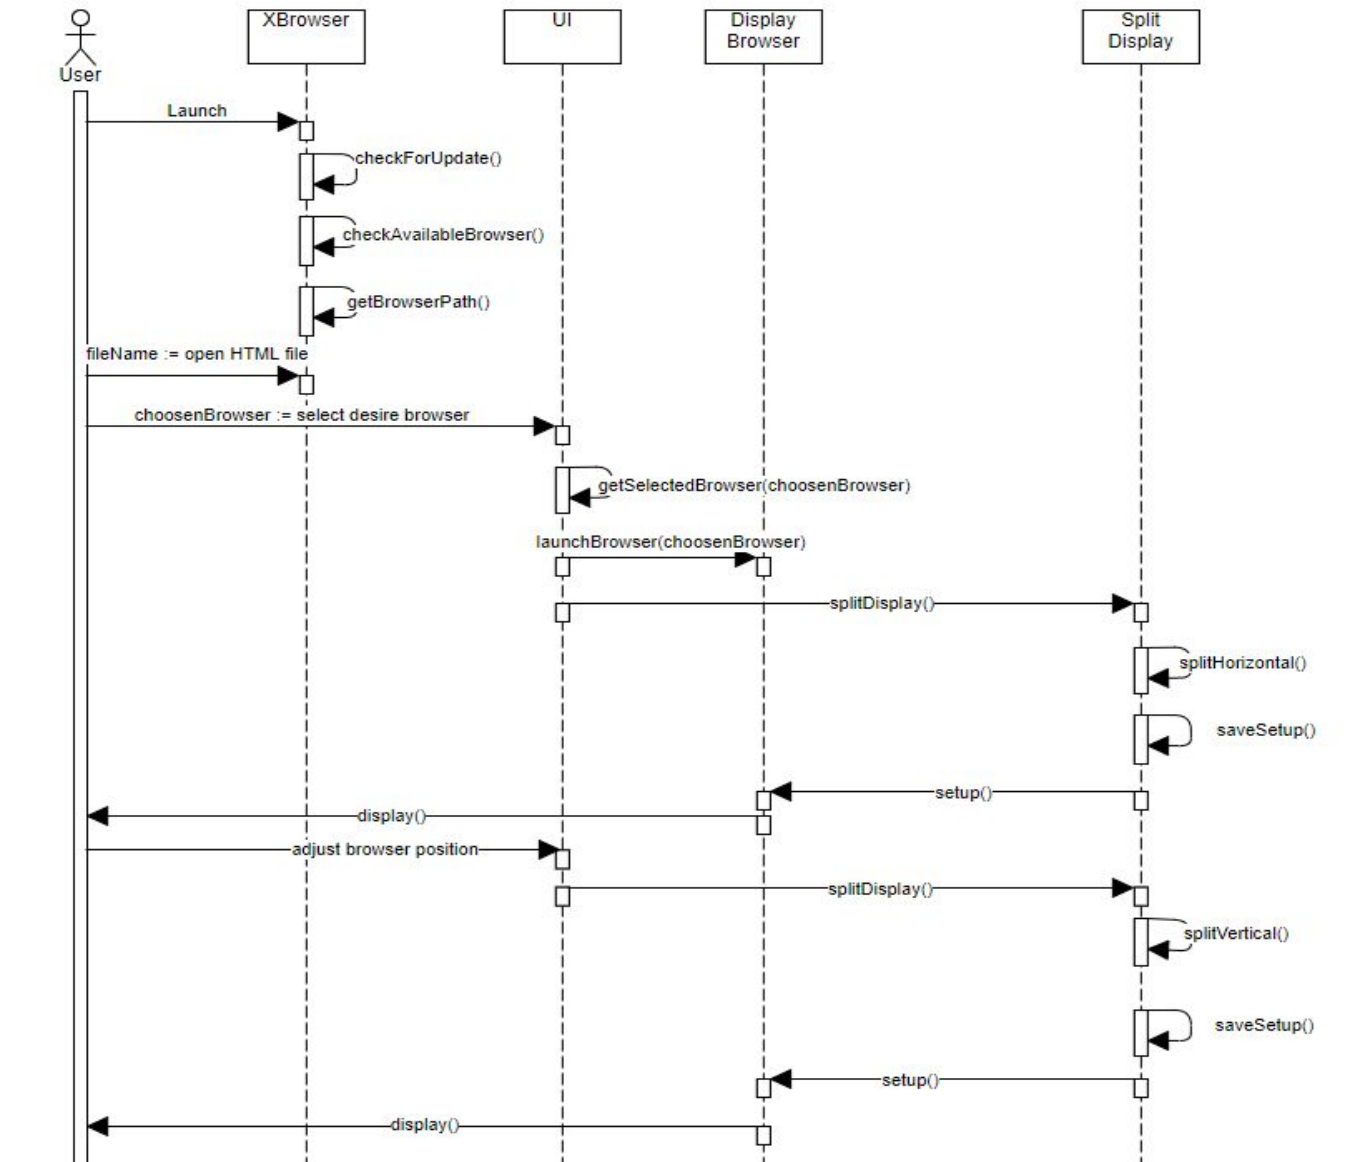 XBrowser
UI
Display
Browser
Split
Display
User
Launch
checkForUpdate()
checkAvailableBrowser()
getBrowserPath()
fileName := open HTML file
choosenBrowser := select desire browser
getSelectedBrowser(choosenBrowser)
launchBrowser(choosenBrowser)
splitDisplay()
splitHorizontal()
saveSetup()
setup()
display()
adjust browser position
splitDisplay()
splitVertical()
saveSetup()
setup()
display()